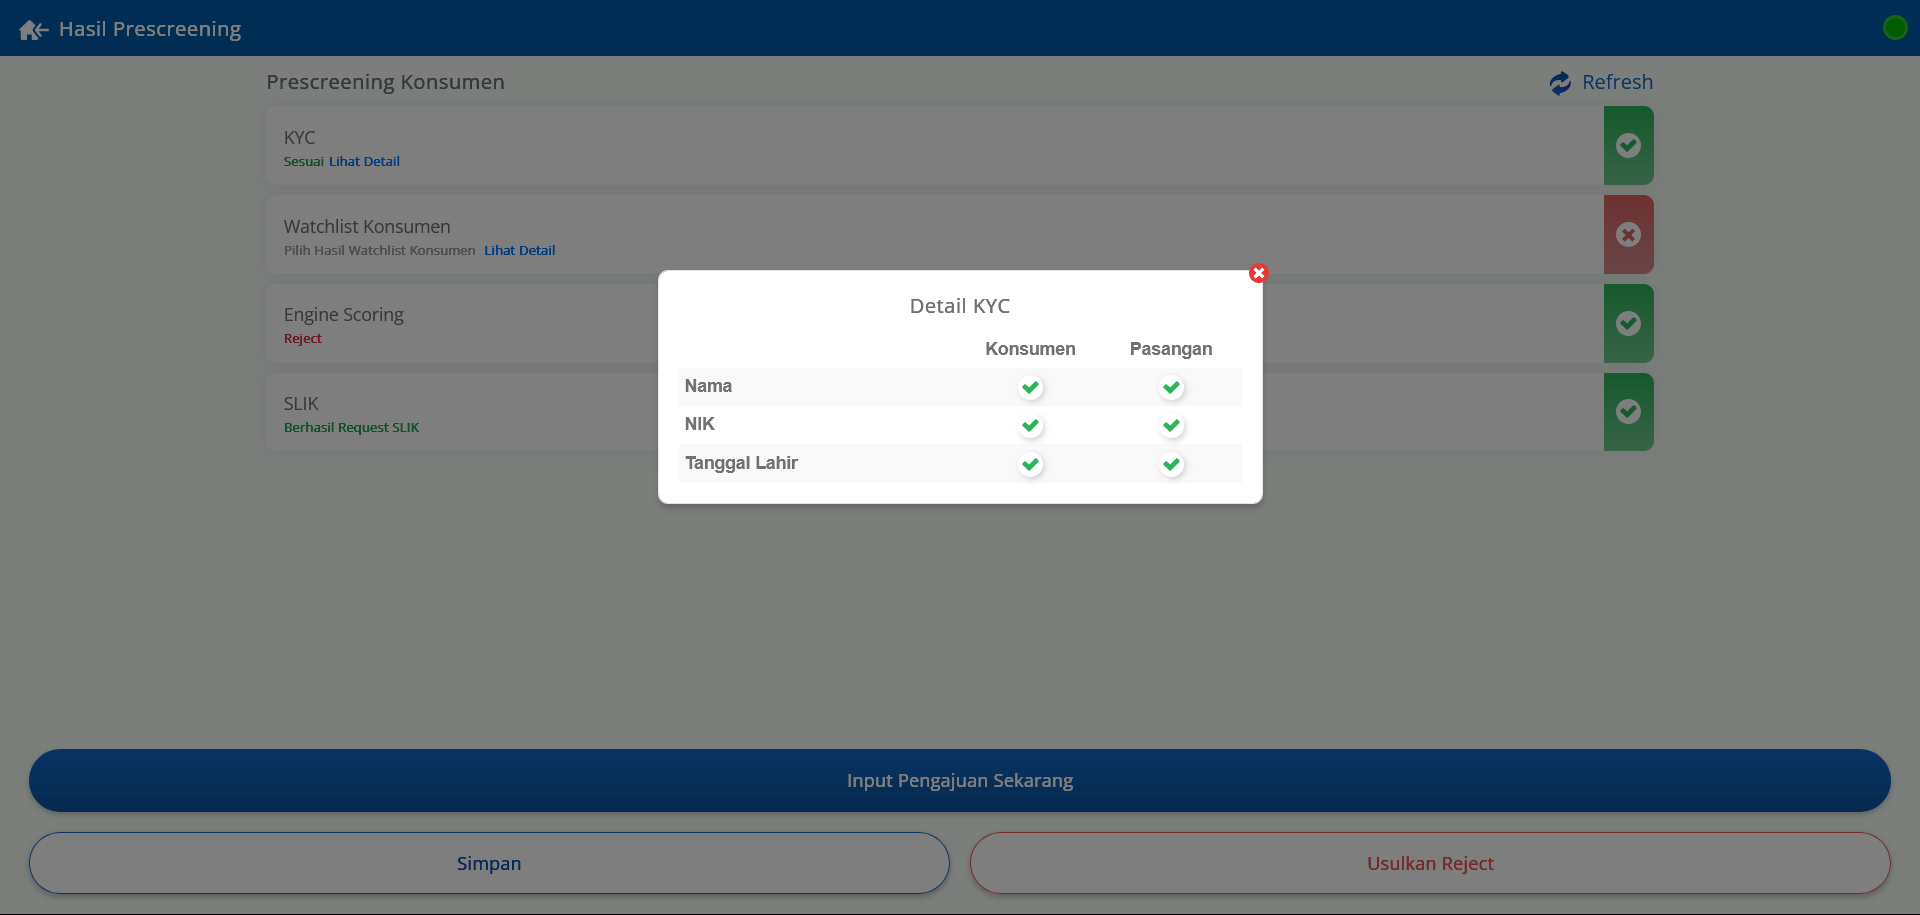 Hasil Prescreening
Prescreening Konsumen
Refresh
KYC
Sesuai Lihat Detail
Watchlist Konsumen
Pilih Hasil Watchlist Konsumen Lihat Detail
Engine Scoring
Reject
SLIK
Berhasil Request SLIK
Detail KYC
Konsumen Pasangan
Nama
NIK
Tanggal Lahir
Input Pengajuan Sekarang
Simpan
Usulkan Reject